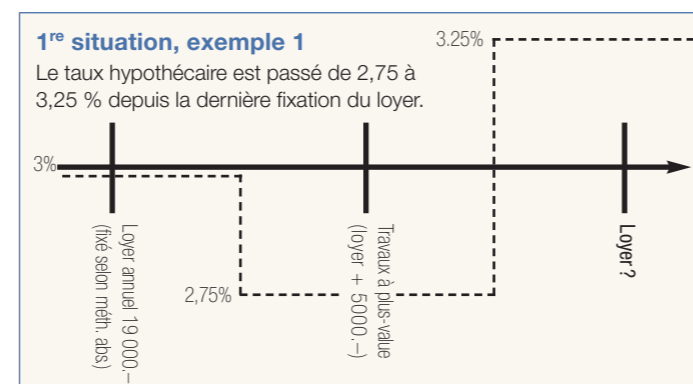 1re situation, exemple 1
Le taux hypothécaire est passé de 2,75 à
3,25 % depuis la dernière fixation du loyer.
3.25%
3%
2,75%
Loyer annuel 19 000.–
(fixé selon méth. abs.)
Travaux à plus-value
(loyer + 5000.–)
Loyer ?